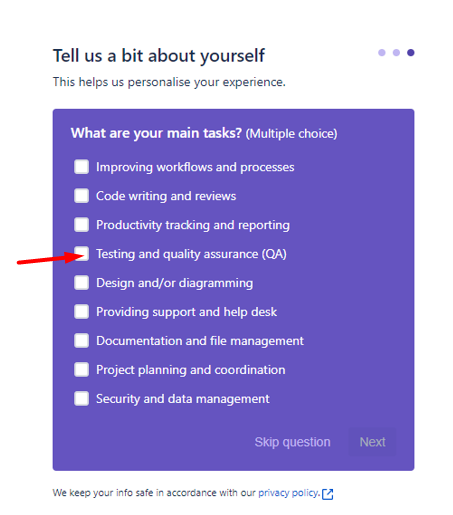 Tell us a bit about yourself
This helps us personalise your experience.
What are your main tasks? (Multiple choice)
Improving workflows and processes
Code writing and reviews
Productivity tracking and reporting
Testing and quality assurance (QA)
Design and/or diagramming
Providing support and help desk
Documentation and file management
Project planning and coordination
Security and data management
Skip question Next
We keep your info safe in accordance with our privacy policy.